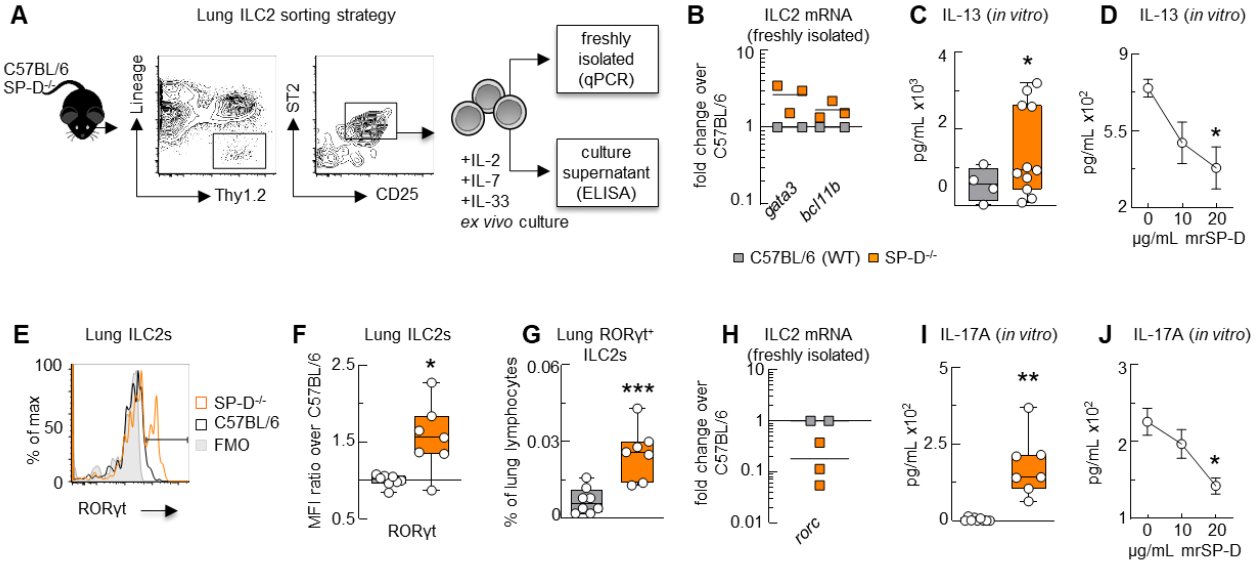 A
Lung ILC2 sorting strategy
C57BL/6
SP-D-/-
Lineage
Thy1.2
ST2
CD25
+IL-2
+IL-7
+IL-33
ex vivo culture
freshly
isolated
(qPCR)
culture
supernatant
(ELISA)
B
ILC2 mRNA
(freshly isolated)
fold change over
C57BL/6
10
1
0.1
gata3
bcl11b
C57BL/6 (WT)
SP-D-/-
C
IL-13 (in vitro)
pg/mL x10³
4
2
0
*
D
IL-13 (in vitro)
pg/mL x10²
9
5.5
2
*
0 10 20
µg/mL mrSP-D
E
Lung ILC2s
% of max
100
50
0
RORγt
SP-D-/-
C57BL/6
FMO
F
Lung ILC2s
MFI ratio over C57BL/6
2.5
1.5
0.5
*
RORγt
G
Lung RORγt⁺
ILC2s
% of lung lymphocytes
0.06
0.03
0
***
H
ILC2 mRNA
(freshly isolated)
fold change over
C57BL/6
10
1
0.1
0.01
rorc
I
IL-17A (in vitro)
pg/mL x10²
5
2.5
0
**
J
IL-17A (in vitro)
pg/mL x10²
3
2
1
*
0 10 20
µg/mL mrSP-D